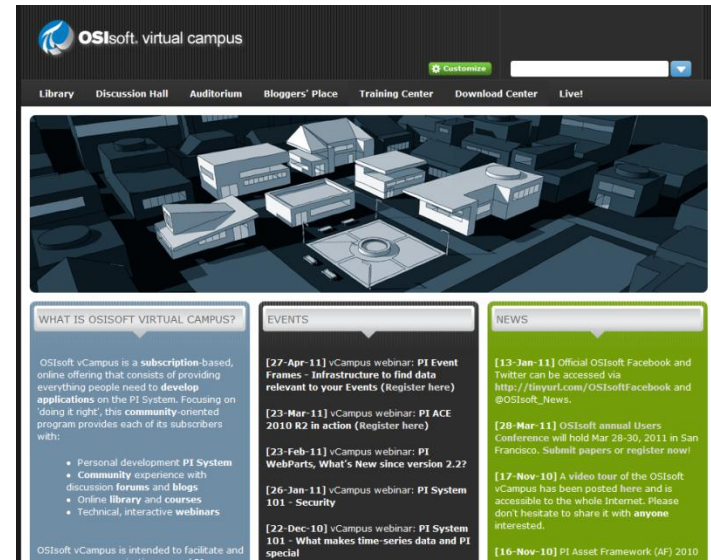 OSIsoft. virtual campus
Customize
Library Discussion Hall Auditorium Bloggers' Place Training Center Download Center Live!
WHAT IS OSISOFT VIRTUAL CAMPUS?
OSIsoft vCampus is a subscription-based,
online offering that consists of providing
everything people need to develop
applications on the PI System. Focusing on
'doing it right', this community-oriented
program provides each of its subscribers
with:
Personal development PI System
Community experience with
discussion forums and blogs
Online library and courses
Technical, interactive webinars
OSIsoft vCampus is intended to facilitate and
EVENTS
[27-Apr-11] vCampus webinar: PI Event
Frames - Infrastructure to find data
relevant to your Events (Register here)
[23-Mar-11] vCampus webinar: PI ACE
2010 R2 in action (Register here)
[23-Feb-11] vCampus webinar: PI
WebParts, What's New since version 2.2?
[26-Jan-11] vCampus webinar: PI System
101 - Security
[22-Dec-10] vCampus webinar: PI System
101 - What makes time-series data and PI
special
NEWS
[13-Jan-11] Official OSIsoft Facebook and
Twitter can be accessed via
http://tinyurl.com/OSIsoftFacebook and
@OSIsoft_News.
[28-Mar-11] OSIsoft annual Users
Conference will hold Mar 28-30, 2011 in San
Francisco. Submit papers or register now!
[17-Nov-10] A video tour of the OSIsoft
vCampus has been posted here and is
accessible to the whole Internet. Please
don't hesitate to share it with anyone
interested.
[16-Nov-10] PI Asset Framework (AF) 2010